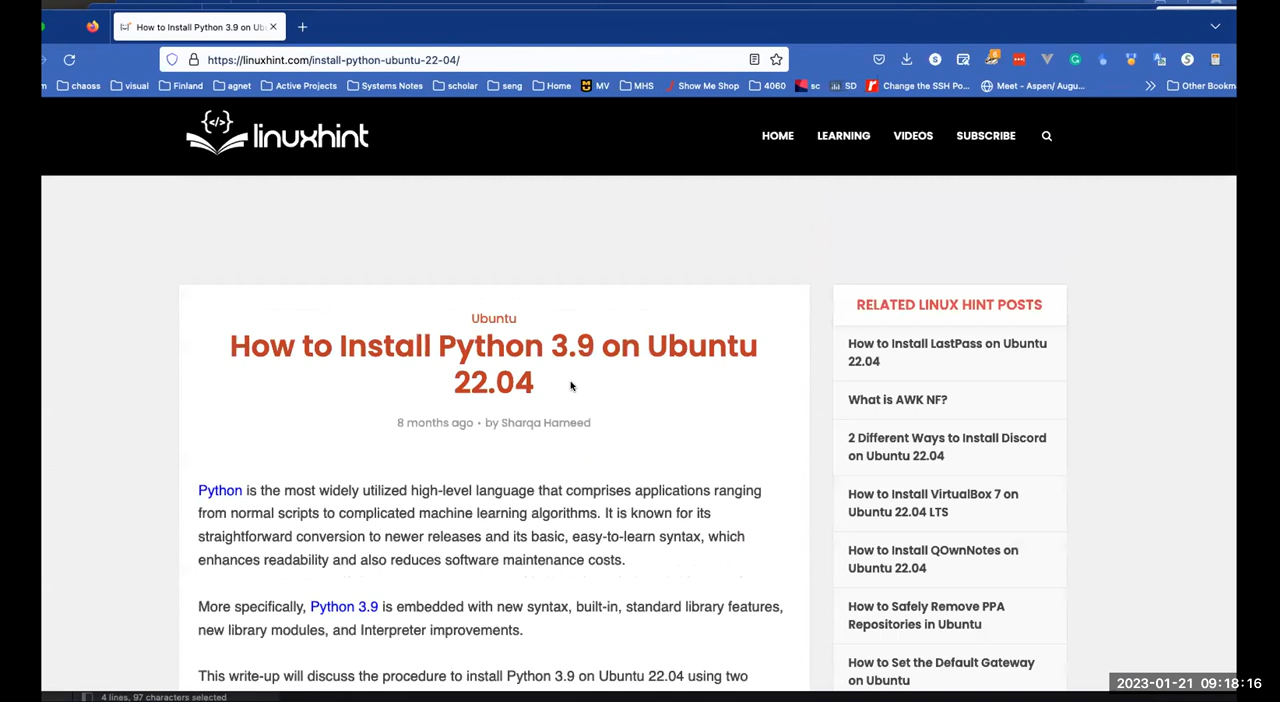 How to Install Python 3.9 on Ub
https://linuxhint.com/install-python-ubuntu-22-04/
m chaoss visual Finland agnet Active Projects Systems Notes scholar seng Home MV MHS Show Me Shop 4060 sc SD Change the SSH Po... Meet - Aspen/ Augu... Other Bookm
linuxhint
HOME LEARNING VIDEOS SUBSCRIBE
Ubuntu
How to Install Python 3.9 on Ubuntu
22.04
8 months ago • by Sharqa Hameed
Python is the most widely utilized high-level language that comprises applications ranging
from normal scripts to complicated machine learning algorithms. It is known for its
straightforward conversion to newer releases and its basic, easy-to-learn syntax, which
enhances readability and also reduces software maintenance costs.
More specifically, Python 3.9 is embedded with new syntax, built-in, standard library features,
new library modules, and Interpreter improvements.
This write-up will discuss the procedure to install Python 3.9 on Ubuntu 22.04 using two
RELATED LINUX HINT POSTS
How to Install LastPass on Ubuntu
22.04
What is AWK NF?
2 Different Ways to Install Discord
on Ubuntu 22.04
How to Install VirtualBox 7 on
Ubuntu 22.04 LTS
How to Install QOwnNotes on
Ubuntu 22.04
How to Safely Remove PPA
Repositories in Ubuntu
How to Set the Default Gateway
on Ubuntu
4 lines, 97 characters selected
2023-01-21 09:18:16